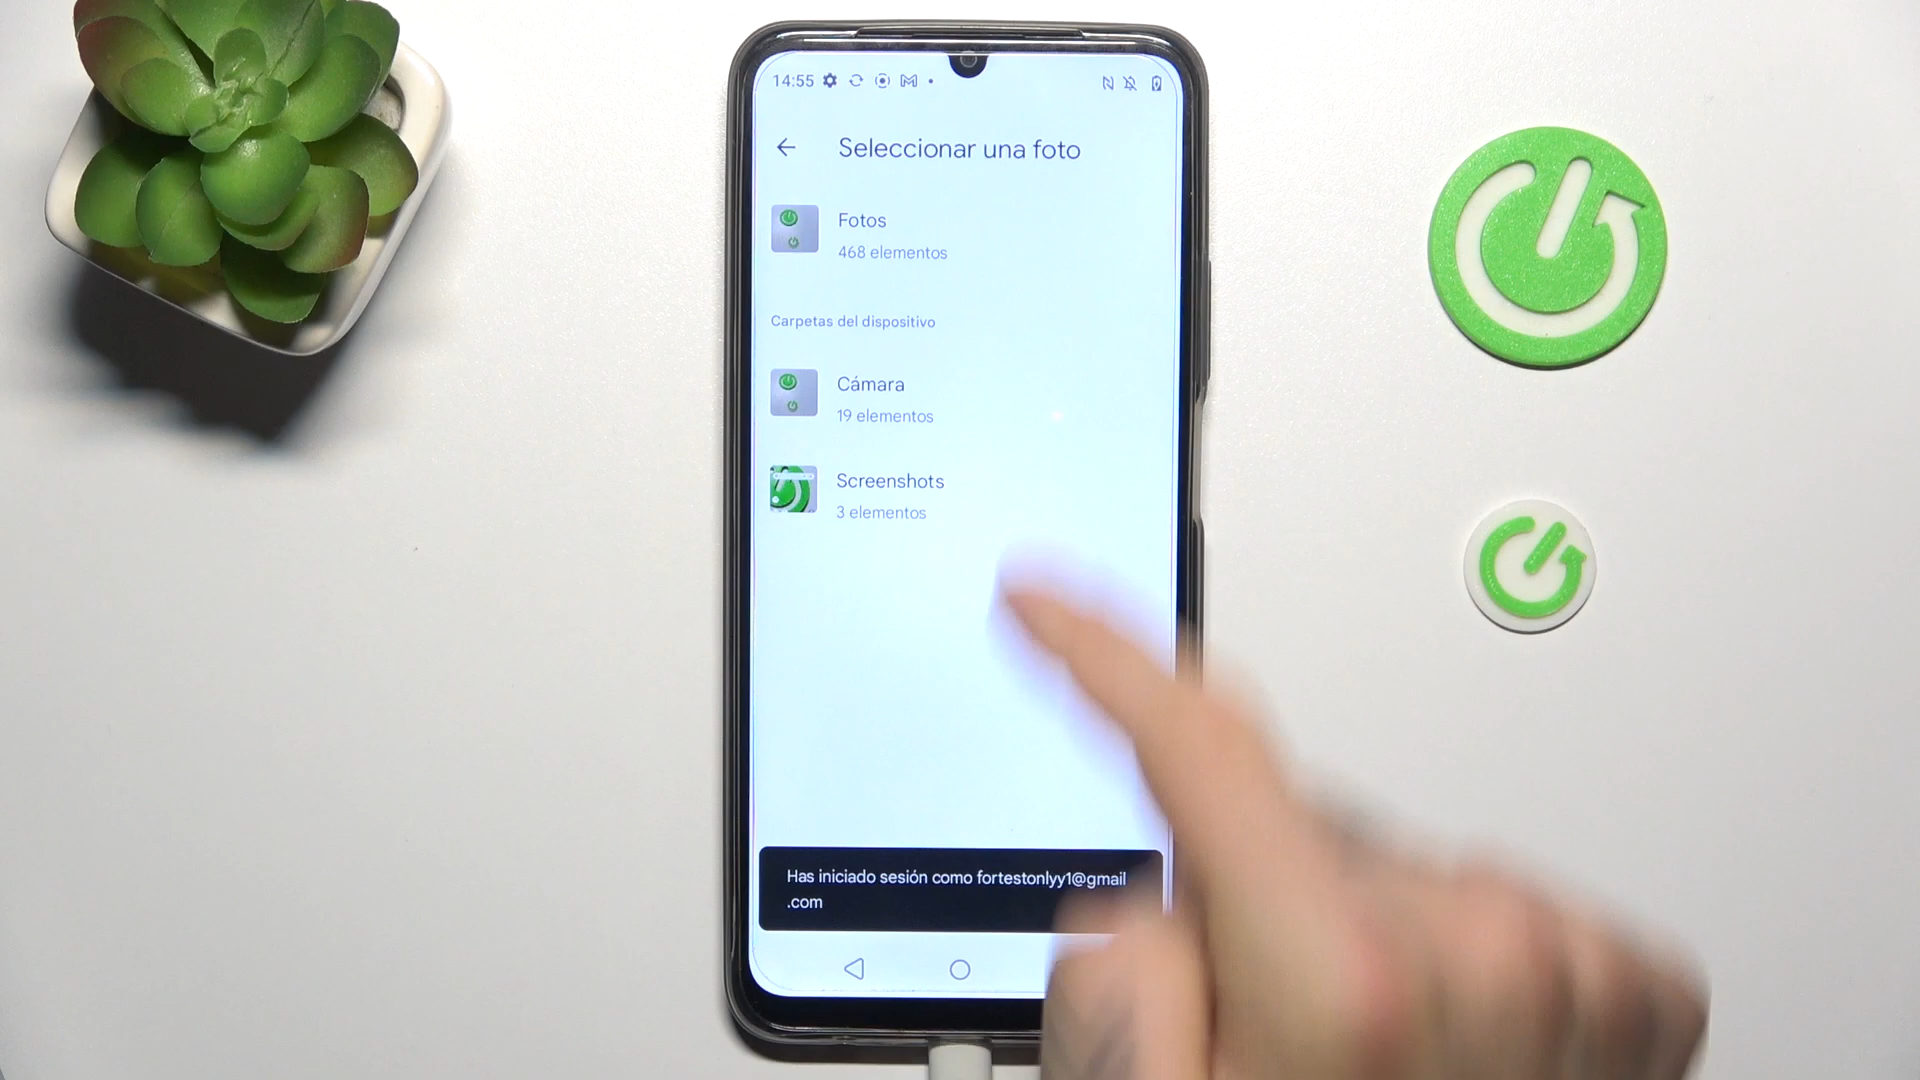 14:55
Seleccionar una foto
Fotos
468 elementos
Carpetas del dispositivo
Cámara
19 elementos
Screenshots
3 elementos
Has iniciado sesión como fortestonlyy1@gmail
.com